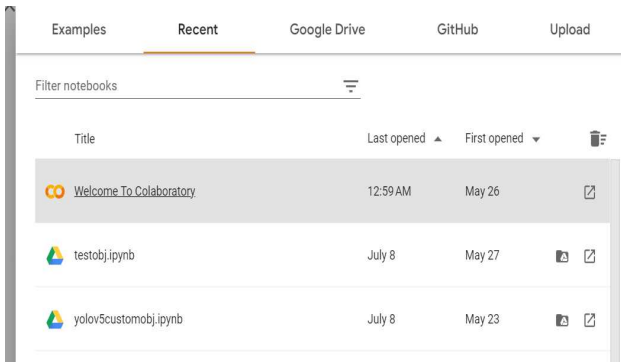 Examples Recent Google Drive GitHub Upload
Filter notebooks
Title Last opened First opened
Welcome To Colaboratory 12:59 AM May 26
testobj.ipynb July 8 May 27
yolov5customobj.ipynb July 8 May 23